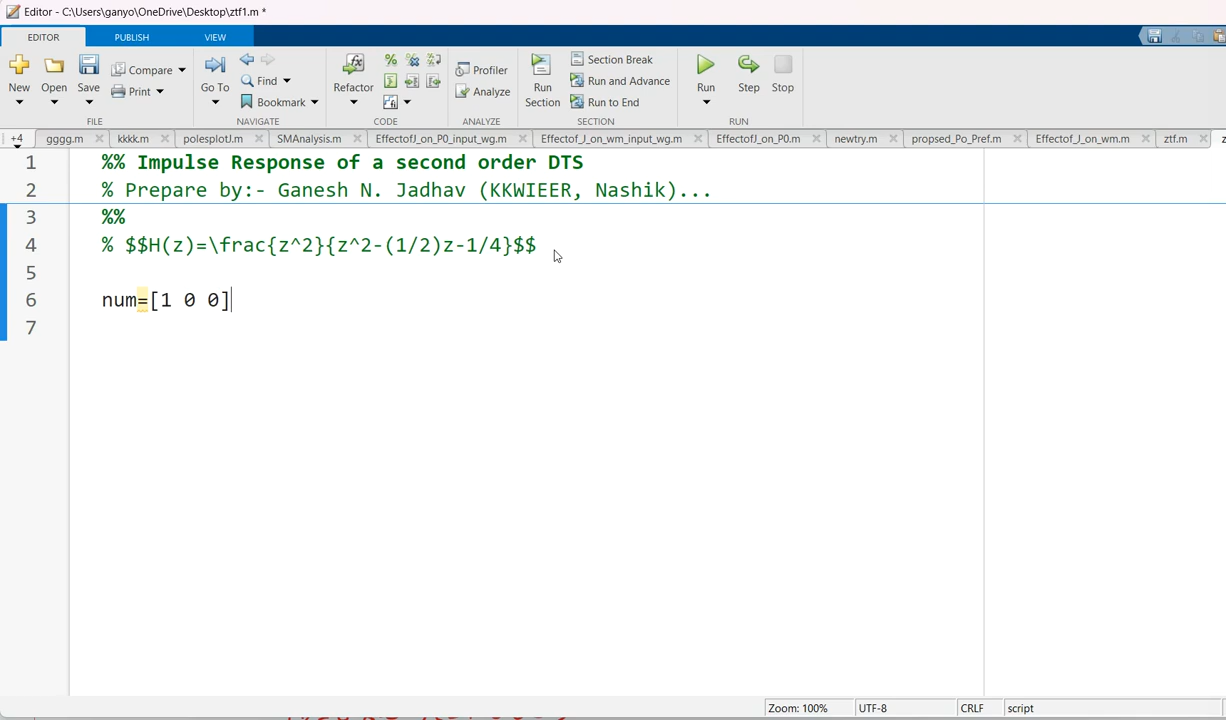 Editor - C:\Users\ganyo\OneDrive\Desktop\ztf1.m *
EDITOR PUBLISH VIEW
New Open Save Compare Print Go To Find Bookmark Refactor Profiler Analyze Run Section Section Break Run and Advance Run to End Run Step Stop
FILE NAVIGATE CODE ANALYZE SECTION RUN
+4 gggg.m kkkk.m polesplotJ.m SMAnalysis.m EffectofJ_on_P0_input_wg.m Effectof_J_on_wm_input_wg.m EffectofJ_on_P0.m newtry.m propsed_Po_Pref.m Effectof_J_on_wm.m ztf.m
1 %% Impulse Response of a second order DTS
2 % Prepare by:- Ganesh N. Jadhav (KKWIEER, Nashik)...
3 %%
4 % $$H(z)=\frac{z^2}{z^2-(1/2)z-1/4}$$
5
6 num=[1 0 0]
7
Zoom: 100% UTF-8 CRLF script